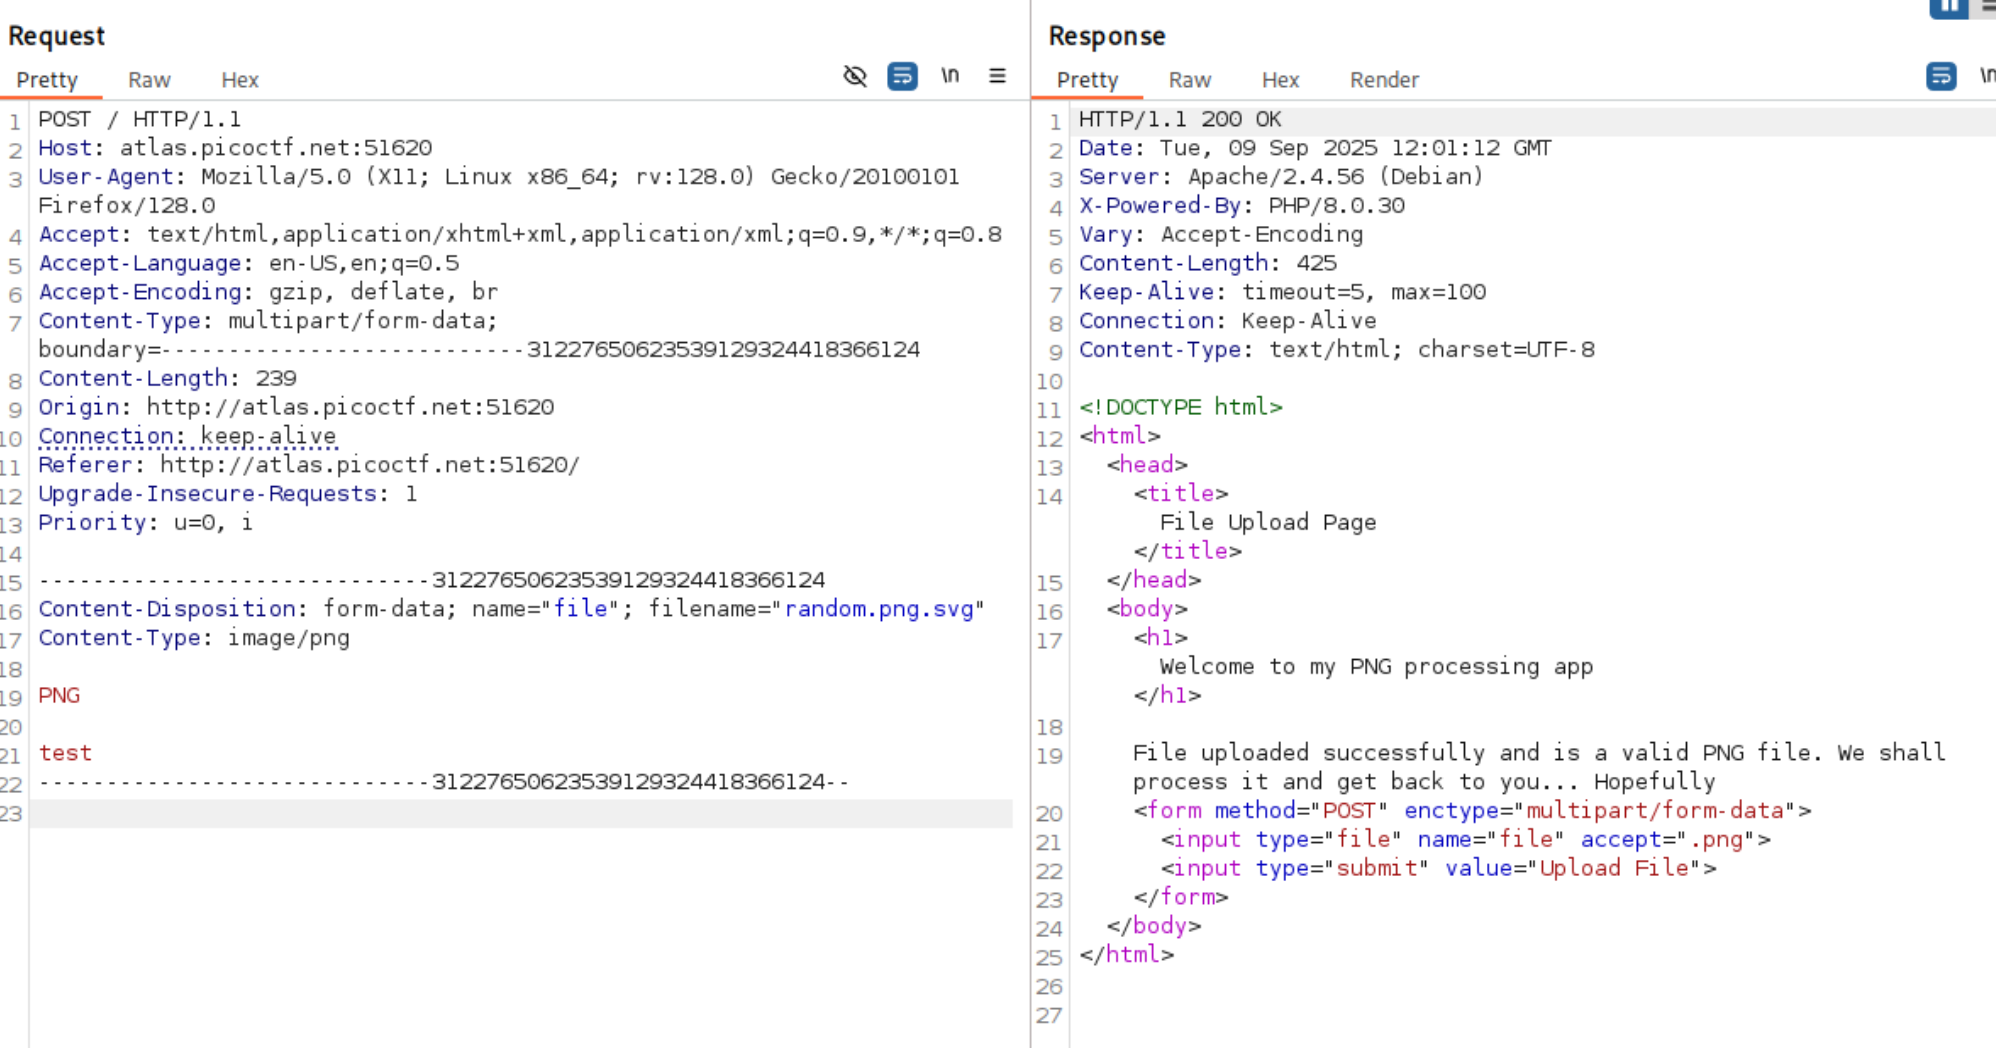 Request
Pretty Raw Hex
\n
1 POST / HTTP/1.1
2 Host: atlas.picoctf.net:51620
3 User-Agent: Mozilla/5.0 (X11; Linux x86_64; rv:128.0) Gecko/20100101
Firefox/128.0
4 Accept: text/html,application/xhtml+xml,application/xml;q=0.9,*/*;q=0.8
5 Accept-Language: en-US,en;q=0.5
6 Accept-Encoding: gzip, deflate, br
7 Content-Type: multipart/form-data;
boundary=---------------------------312276506235391293244183661​24
8 Content-Length: 239
9 Origin: http://atlas.picoctf.net:51620
10 Connection: keep-alive
11 Referer: http://atlas.picoctf.net:51620/
12 Upgrade-Insecure-Requests: 1
13 Priority: u=0, i
14
15 -----------------------------31227650623539129324418366124
16 Content-Disposition: form-data; name="file"; filename="random.png.svg"
17 Content-Type: image/png
18
19 PNG
20
21 test
22 -----------------------------31227650623539129324418366124--
23
Response
Pretty Raw Hex Render
\n
1 HTTP/1.1 200 OK
2 Date: Tue, 09 Sep 2025 12:01:12 GMT
3 Server: Apache/2.4.56 (Debian)
4 X-Powered-By: PHP/8.0.30
5 Vary: Accept-Encoding
6 Content-Length: 425
7 Keep-Alive: timeout=5, max=100
8 Connection: Keep-Alive
9 Content-Type: text/html; charset=UTF-8
10
11 <!DOCTYPE html>
12 <html>
13 <head>
14 <title>
File Upload Page
</title>
15 </head>
16 <body>
17 <h1>
Welcome to my PNG processing app
</h1>
18
19 File uploaded successfully and is a valid PNG file. We shall
process it and get back to you... Hopefully
20 <form method="POST" enctype="multipart/form-data">
21 <input type="file" name="file" accept=".png">
22 <input type="submit" value="Upload File">
23 </form>
24 </body>
25 </html>
26
27